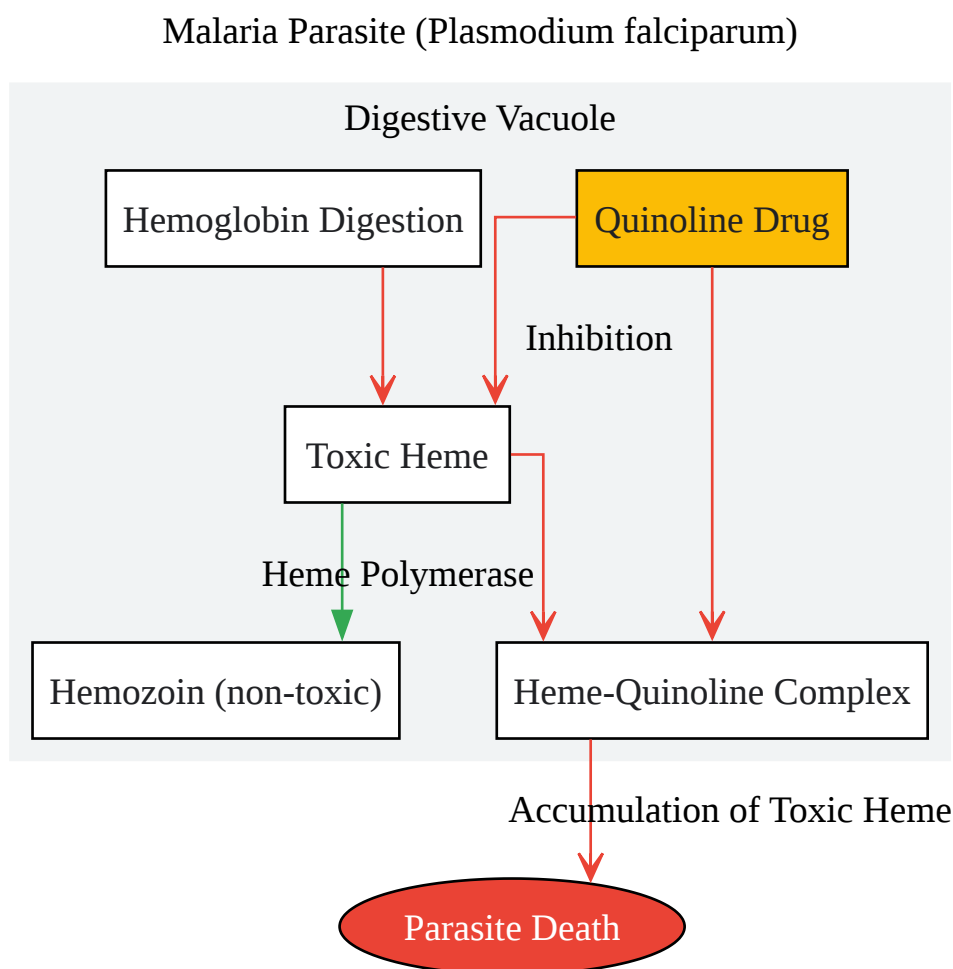 Malaria Parasite (Plasmodium falciparum)
Digestive Vacuole
Hemoglobin Digestion
Quinoline Drug
Inhibition
Toxic Heme
Heme Polymerase
Hemozoin (non-toxic)
Heme-Quinoline Complex
Accumulation of Toxic Heme
Parasite Death